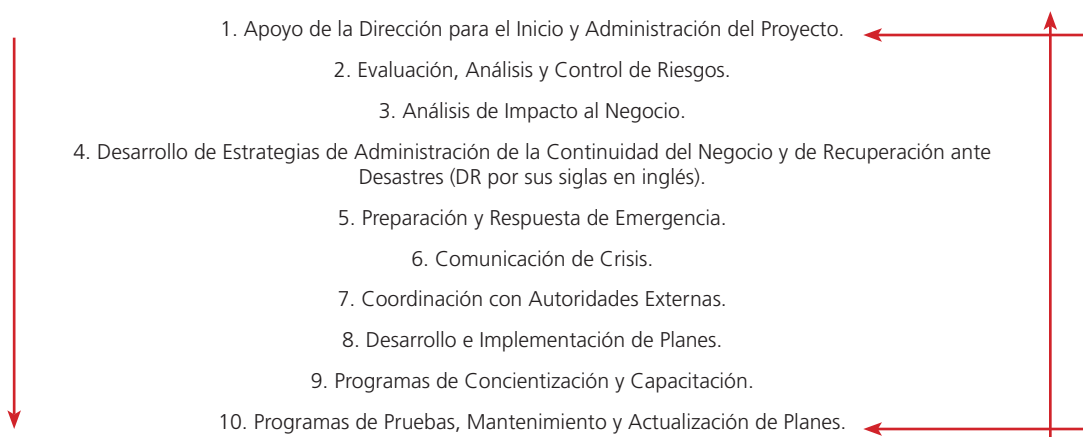 1. Apoyo de la Dirección para el Inicio y Administración del Proyecto.
2. Evaluación, Análisis y Control de Riesgos.
3. Análisis de Impacto al Negocio.
4. Desarrollo de Estrategias de Administración de la Continuidad del Negocio y de Recuperación ante
Desastres (DR por sus siglas en inglés).
5. Preparación y Respuesta de Emergencia.
6. Comunicación de Crisis.
7. Coordinación con Autoridades Externas.
8. Desarrollo e Implementación de Planes.
9. Programas de Concientización y Capacitación.
10. Programas de Pruebas, Mantenimiento y Actualización de Planes.